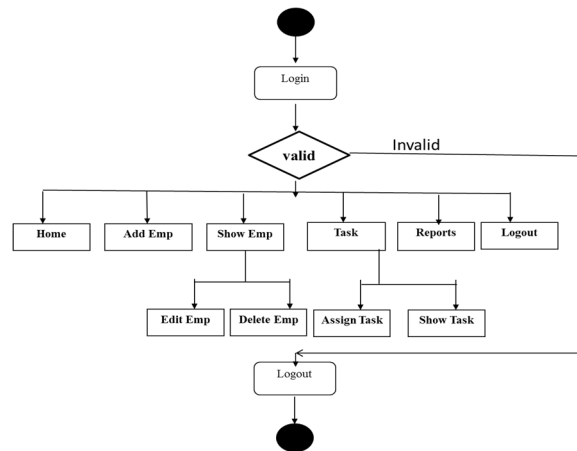 Login
valid
Invalid
Home
Add Emp
Show Emp
Task
Reports
Logout
Edit Emp
Delete Emp
Assign Task
Show Task
Logout